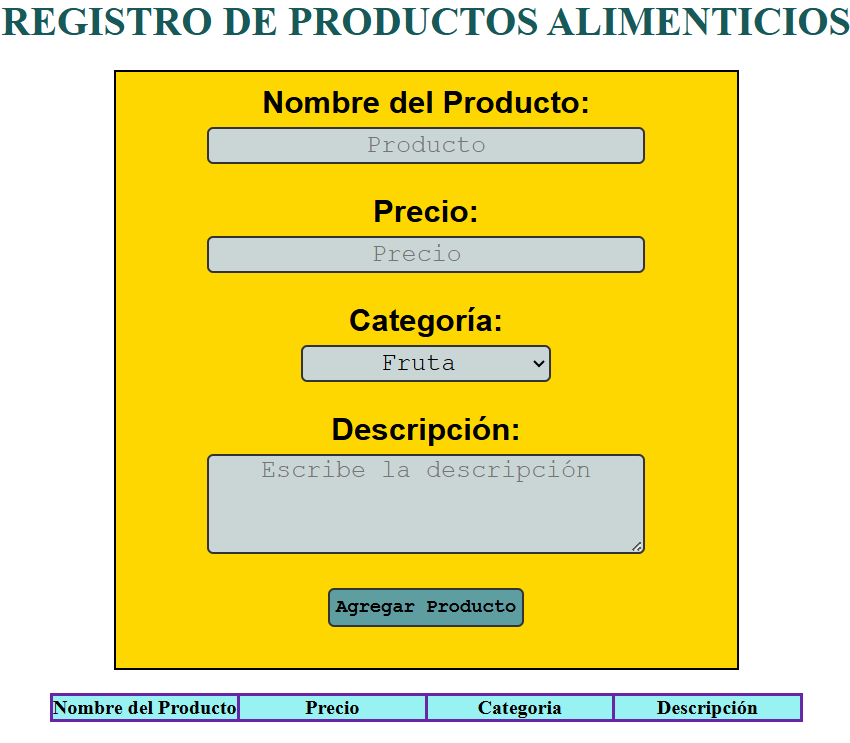 REGISTRO DE PRODUCTOS ALIMENTICIOS
Nombre del Producto:
Producto
Precio:
Precio
Categoría:
Fruta
Descripción:
Escribe la descripción
Agregar Producto
Nombre del Producto Precio Categoria Descripción